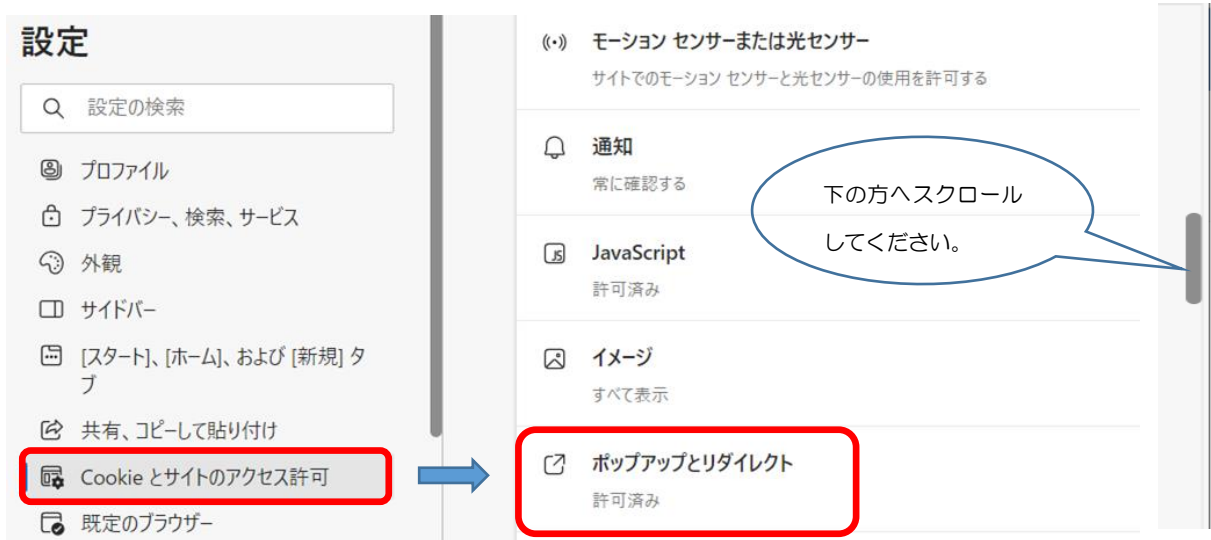 設定
設定の検索
プロファイル
プライバシー、検索、サービス
外観
サイドバー
[スタート]、[ホーム]、および [新規] タ
ブ
共有、コピーして貼り付け
Cookie とサイトのアクセス許可
既定のブラウザー
モーション センサーまたは光センサー
サイトでのモーション センサーと光センサーの使用を許可する
通知
常に確認する
JavaScript
許可済み
イメージ
すべて表示
ポップアップとリダイレクト
許可済み
下の方へスクロール
してください。